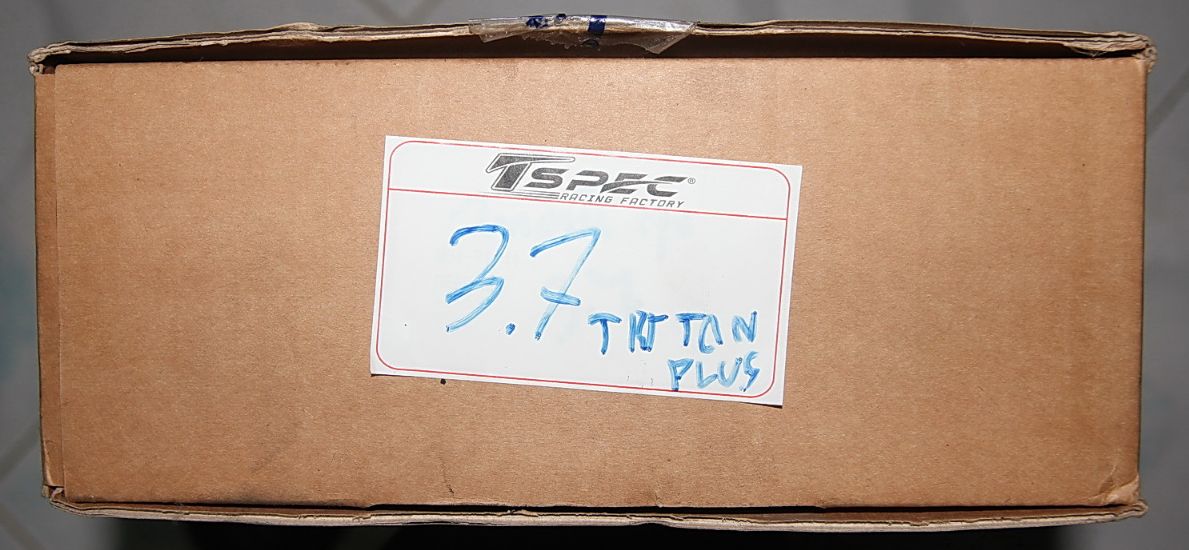 TSPEC®
RACING FACTORY
3.7
TRITON
PLUS